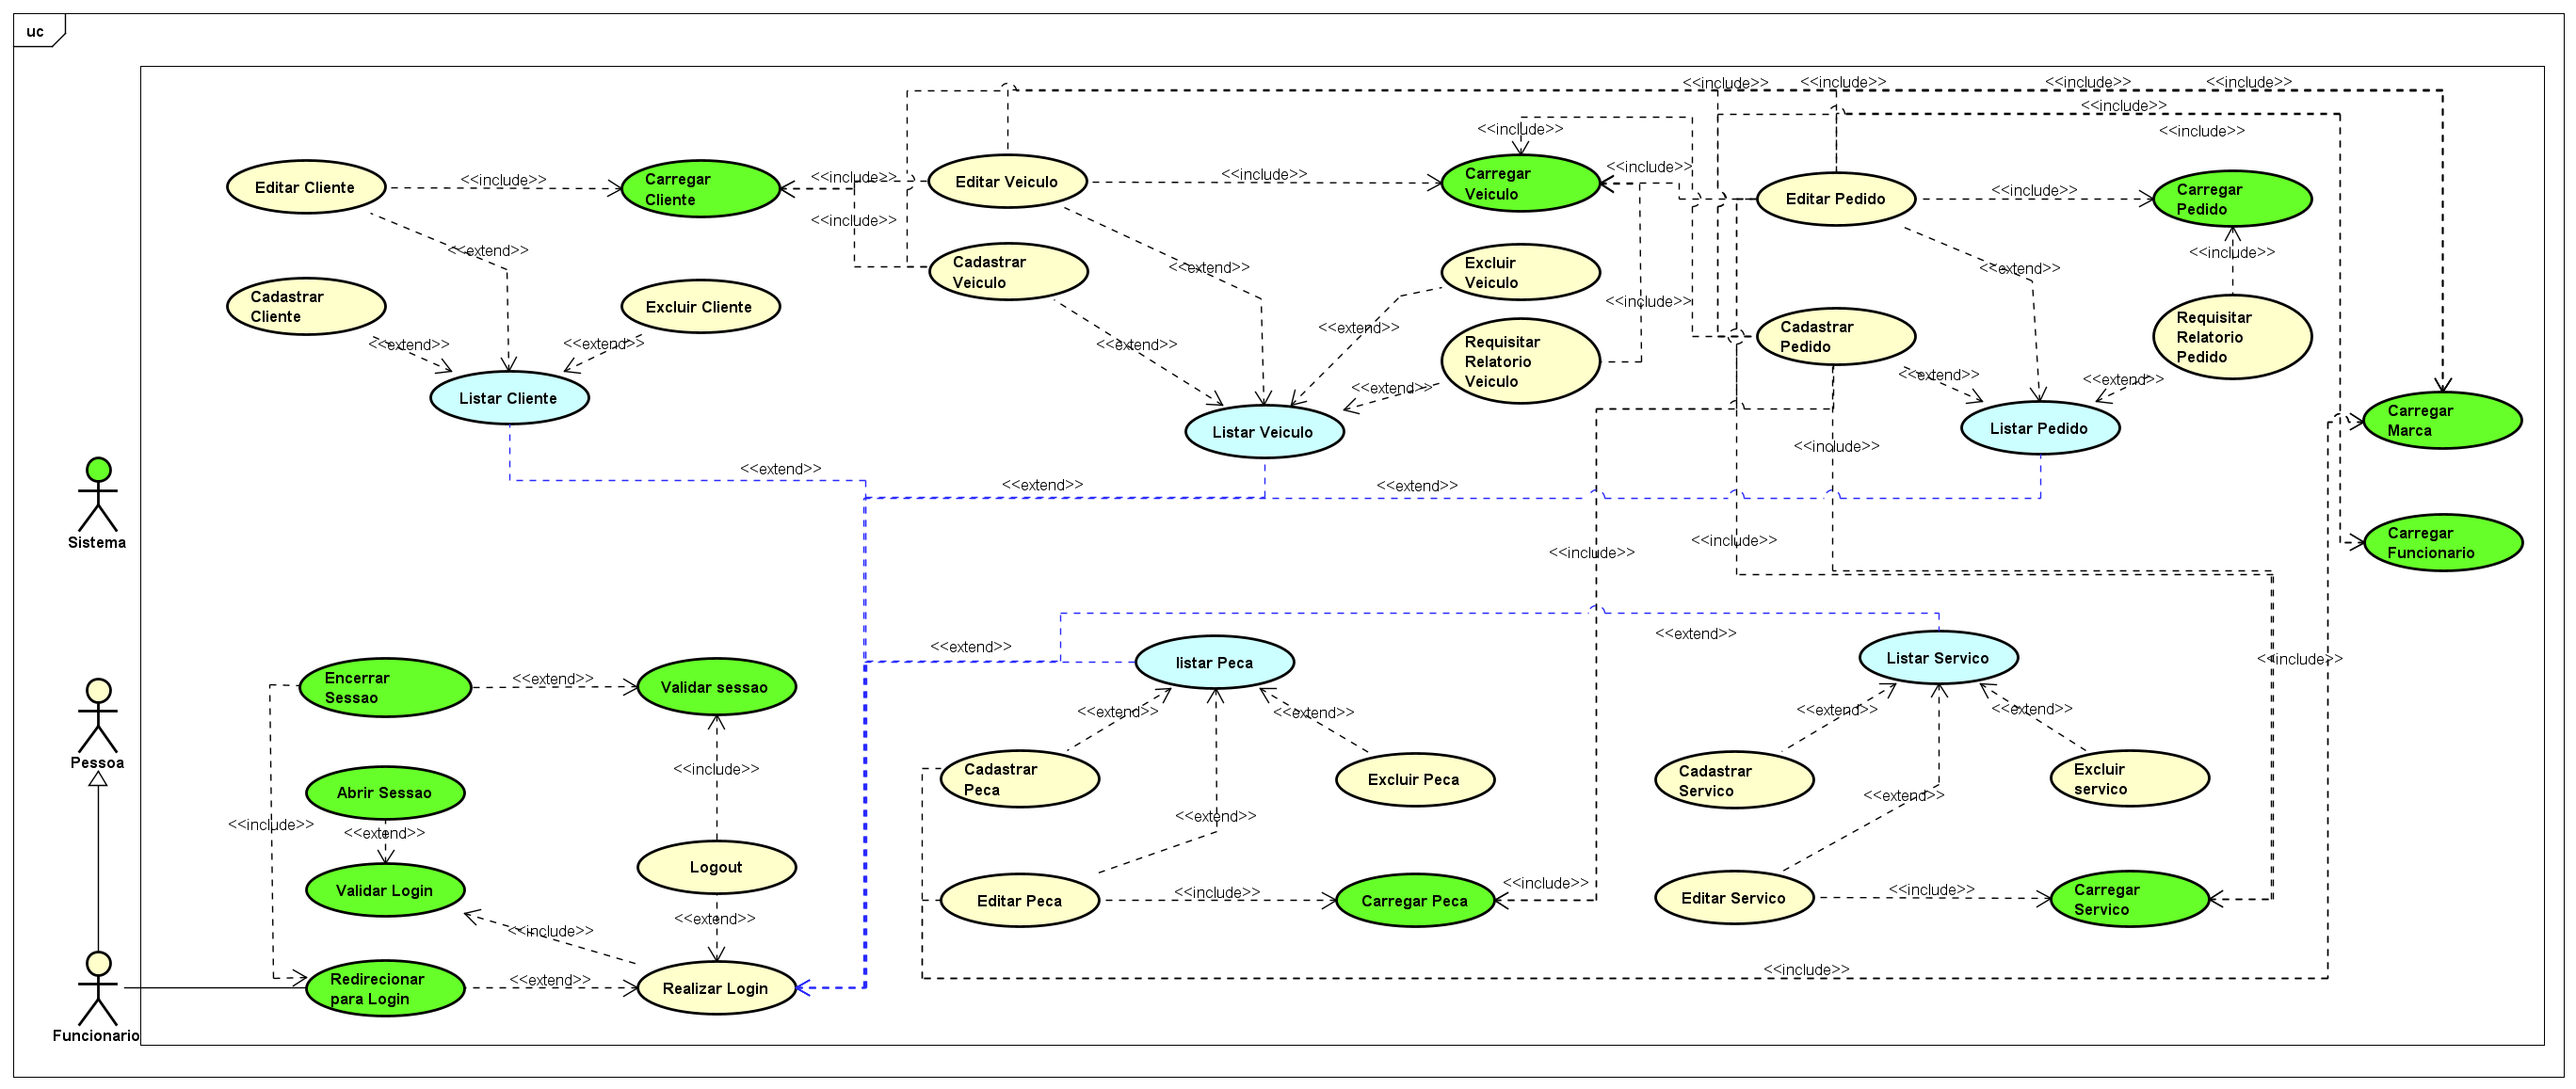 uc
<<include>>
<<include>>
<<include>>
<<include>>
<<include>>
<<include>>
<<include>>
Editar Cliente
<<include>>
Carregar
Cliente
<<include>>
Editar Veiculo
<<include>>
Carregar
Veiculo
<<include>>
Editar Pedido
<<include>>
Carregar
Pedido
<<include>>
<<extend>>
<<extend>>
<<extend>>
<<include>>
Cadastrar
Veiculo
Excluir
Veiculo
Cadastrar
Cliente
Excluir Cliente
<<include>>
<<extend>>
<<extend>>
<<extend>>
<<extend>>
Requisitar
Relatorio
Veiculo
Cadastrar
Pedido
Requisitar
Relatorio
Pedido
<<extend>>
<<extend>>
<<extend>>
Listar Cliente
Listar Veiculo
Listar Pedido
Carregar
Marca
<<include>>
<<extend>>
<<extend>>
<<extend>>
Sistema
<<include>>
<<include>>
Carregar
Funcionario
<<extend>>
<<extend>>
<<include>>
Encerrar
Sessao
<<extend>>
Validar sessao
listar Peca
Listar Servico
Pessoa
<<extend>>
<<extend>>
<<extend>>
<<extend>>
<<include>>
Cadastrar
Peca
Excluir Peca
Cadastrar
Servico
Excluir
servico
Abrir Sessao
<<include>>
<<extend>>
<<extend>>
<<extend>>
Validar Login
Logout
<<include>>
<<include>>
<<include>>
Editar Peca
Carregar Peca
Editar Servico
Carregar
Servico
<<extend>>
<<include>>
<<include>>
Redirecionar
para Login
<<extend>>
Realizar Login
Funcionario